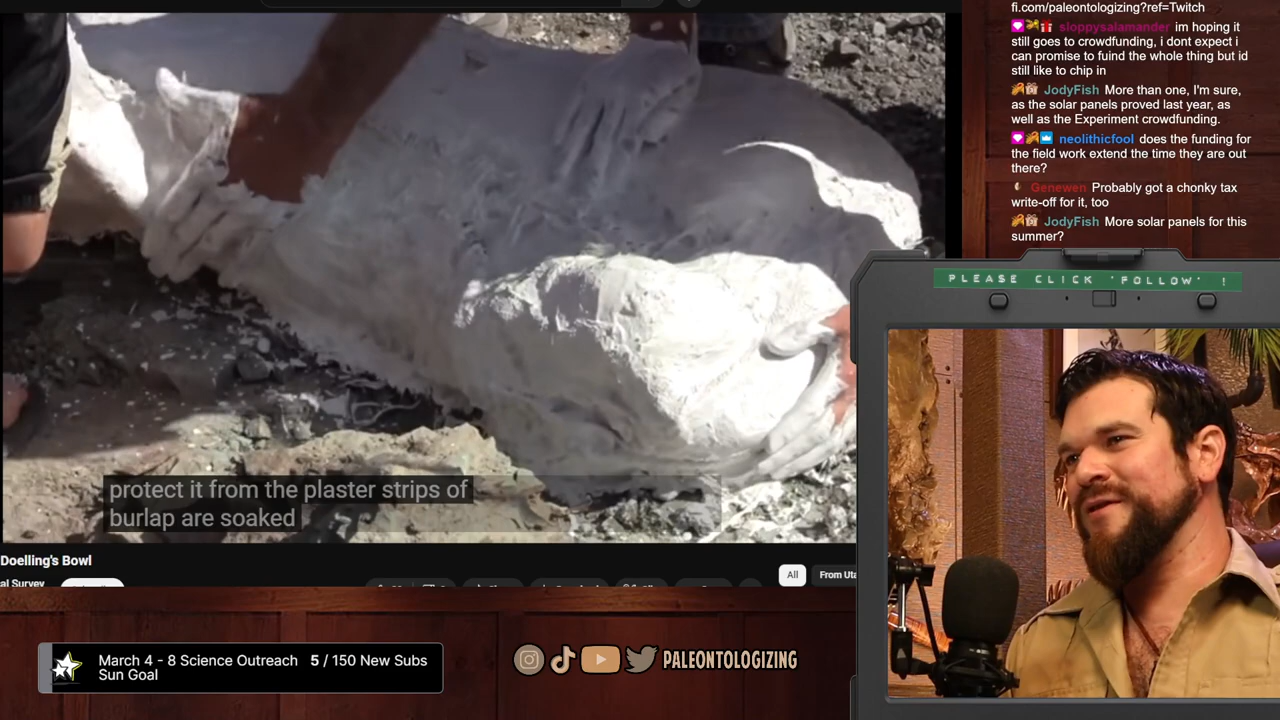 fi.com/paleontologizing?ref=Twitch
sloppysalamander im hoping it
still goes to crowdfunding, i dont expect i
can promise to fuind the whole thing but id
still like to chip in
JodyFish More than one, I'm sure,
as the solar panels proved last year, as
well as the Experiment crowdfunding.
neolithicfool does the funding for
the field work extend the time they are out
there?
Genewen Probably got a chonky tax
write-off for it, too
JodyFish More solar panels for this
summer?
PLEASE CLICK "FOLLOW" !
protect it from the plaster strips of
burlap are soaked
Doelling's Bowl
al Survey
All
From Uta
March 4 - 8 Science Outreach 5 / 150 New Subs
Sun Goal
PALEONTOLOGIZING